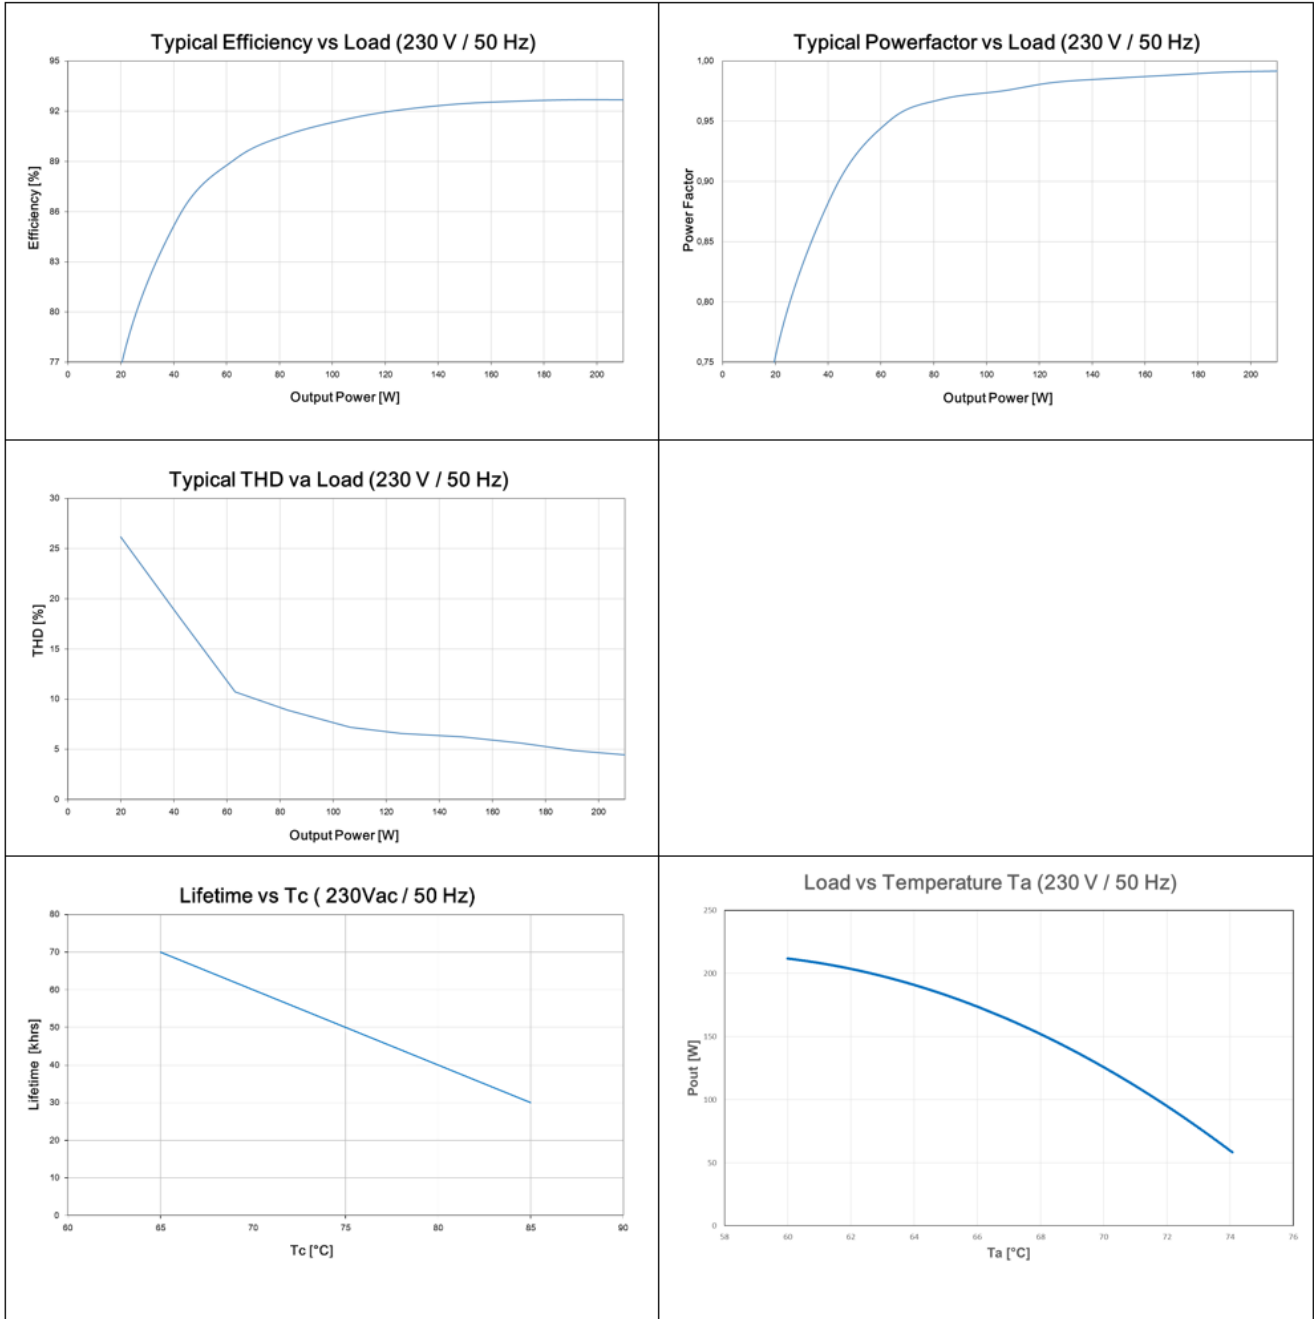 Typical Efficiency vs Load (230 V / 50 Hz)
95
92
89
86
83
80
77
Efficiency [%]
0 20 40 60 80 100 120 140 160 180 200
Output Power [W]
Typical Powerfactor vs Load (230 V / 50 Hz)
1,00
0,95
0,90
0,85
0,80
0,75
Power Factor
0 20 40 60 80 100 120 140 160 180 200
Output Power [W]
Typical THD va Load (230 V / 50 Hz)
30
25
20
15
10
5
0
THD [%]
0 20 40 60 80 100 120 140 160 180 200
Output Power [W]
Lifetime vs Tc ( 230Vac / 50 Hz)
80
70
60
50
40
30
20
10
0
Lifetime [khrs]
60 65 70 75 80 85 90
Tc [°C]
Load vs Temperature Ta (230 V / 50 Hz)
250
200
150
100
50
0
Pout [W]
58 60 62 64 66 68 70 72 74 76
Ta [°C]